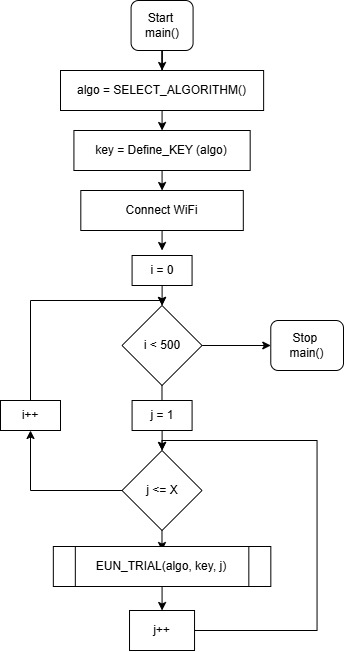 Start
main()
algo = SELECT_ALGORITHM()
key = Define_KEY (algo)
Connect WiFi
i = 0
i < 500
Stop
main()
i++
j = 1
j <= X
EUN_TRIAL(algo, key, j)
j++